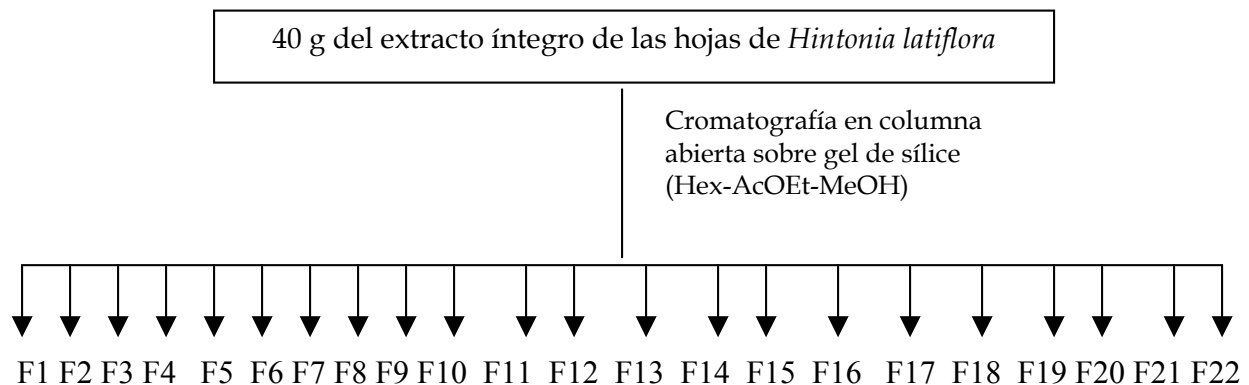 40 g del extracto íntegro de las hojas de Hintonia latiflora
Cromatografía en columna
abierta sobre gel de sílice
(Hex-AcOEt-MeOH)
F1 F2 F3 F4 F5 F6 F7 F8 F9 F10 F11 F12 F13 F14 F15 F16 F17 F18 F19 F20 F21 F22